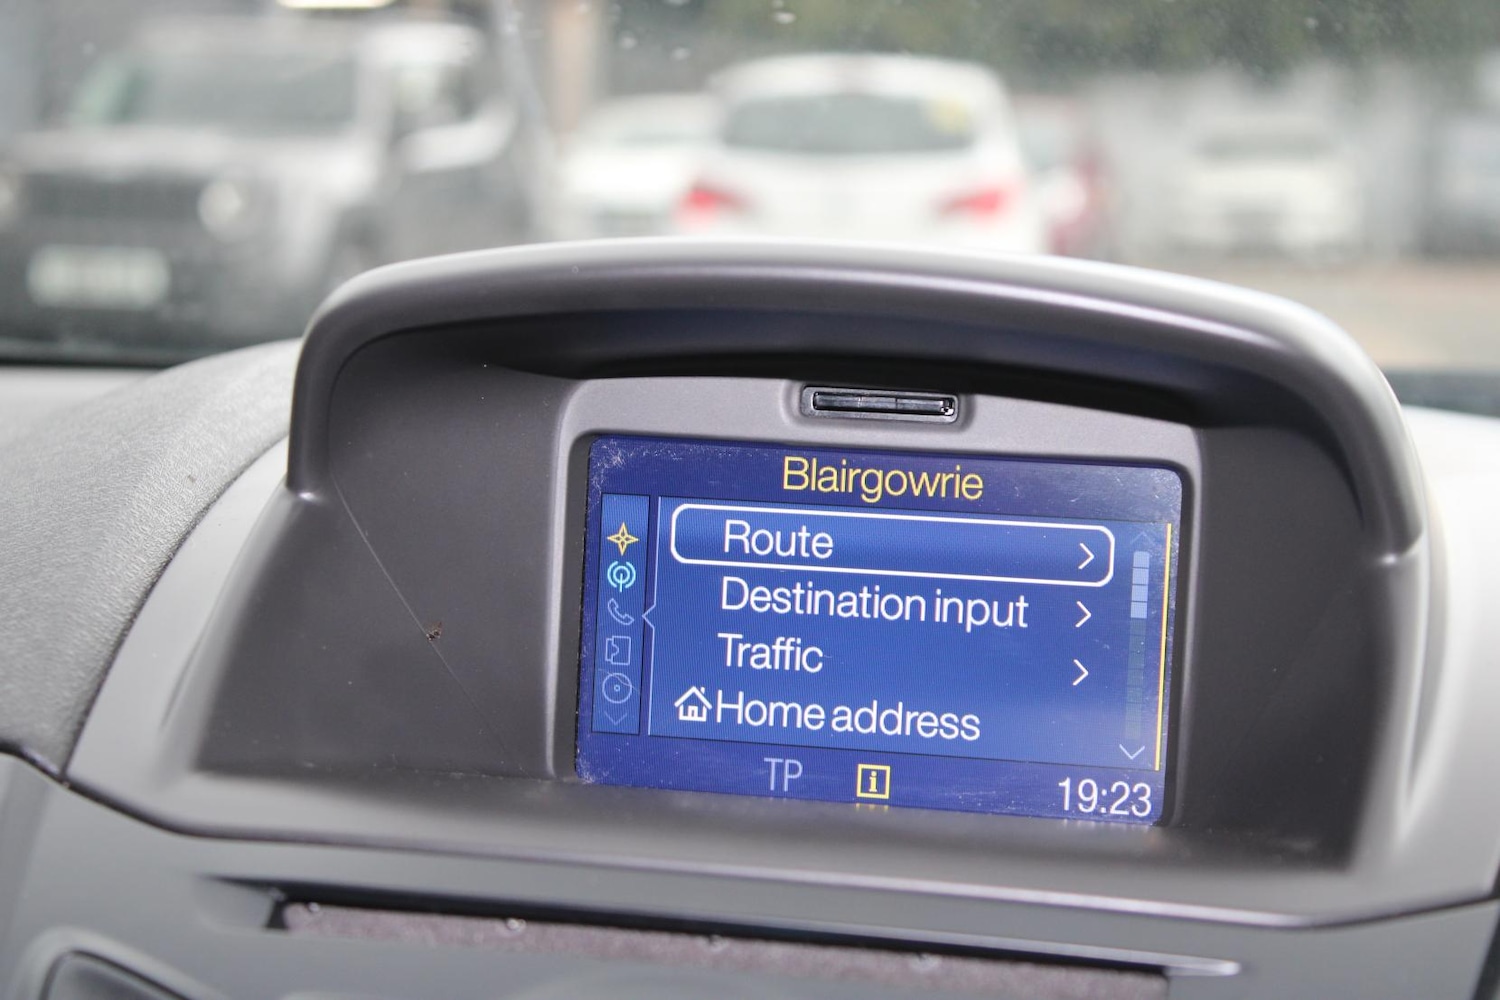 Blairgowrie
Route
Destination input
Traffic
Home address
TP
19:23